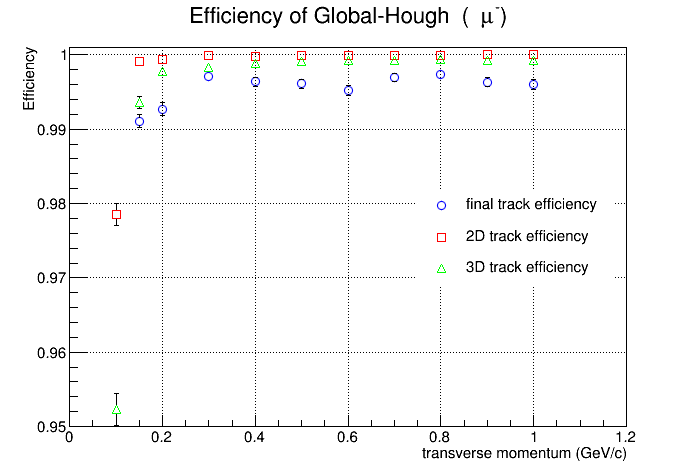 Efficiency of Global-Hough ( μ⁻)
Efficiency
1
0.99
0.98
0.97
0.96
0.95
final track efficiency
2D track efficiency
3D track efficiency
0 0.2 0.4 0.6 0.8 1 1.2
transverse momentum (GeV/c)